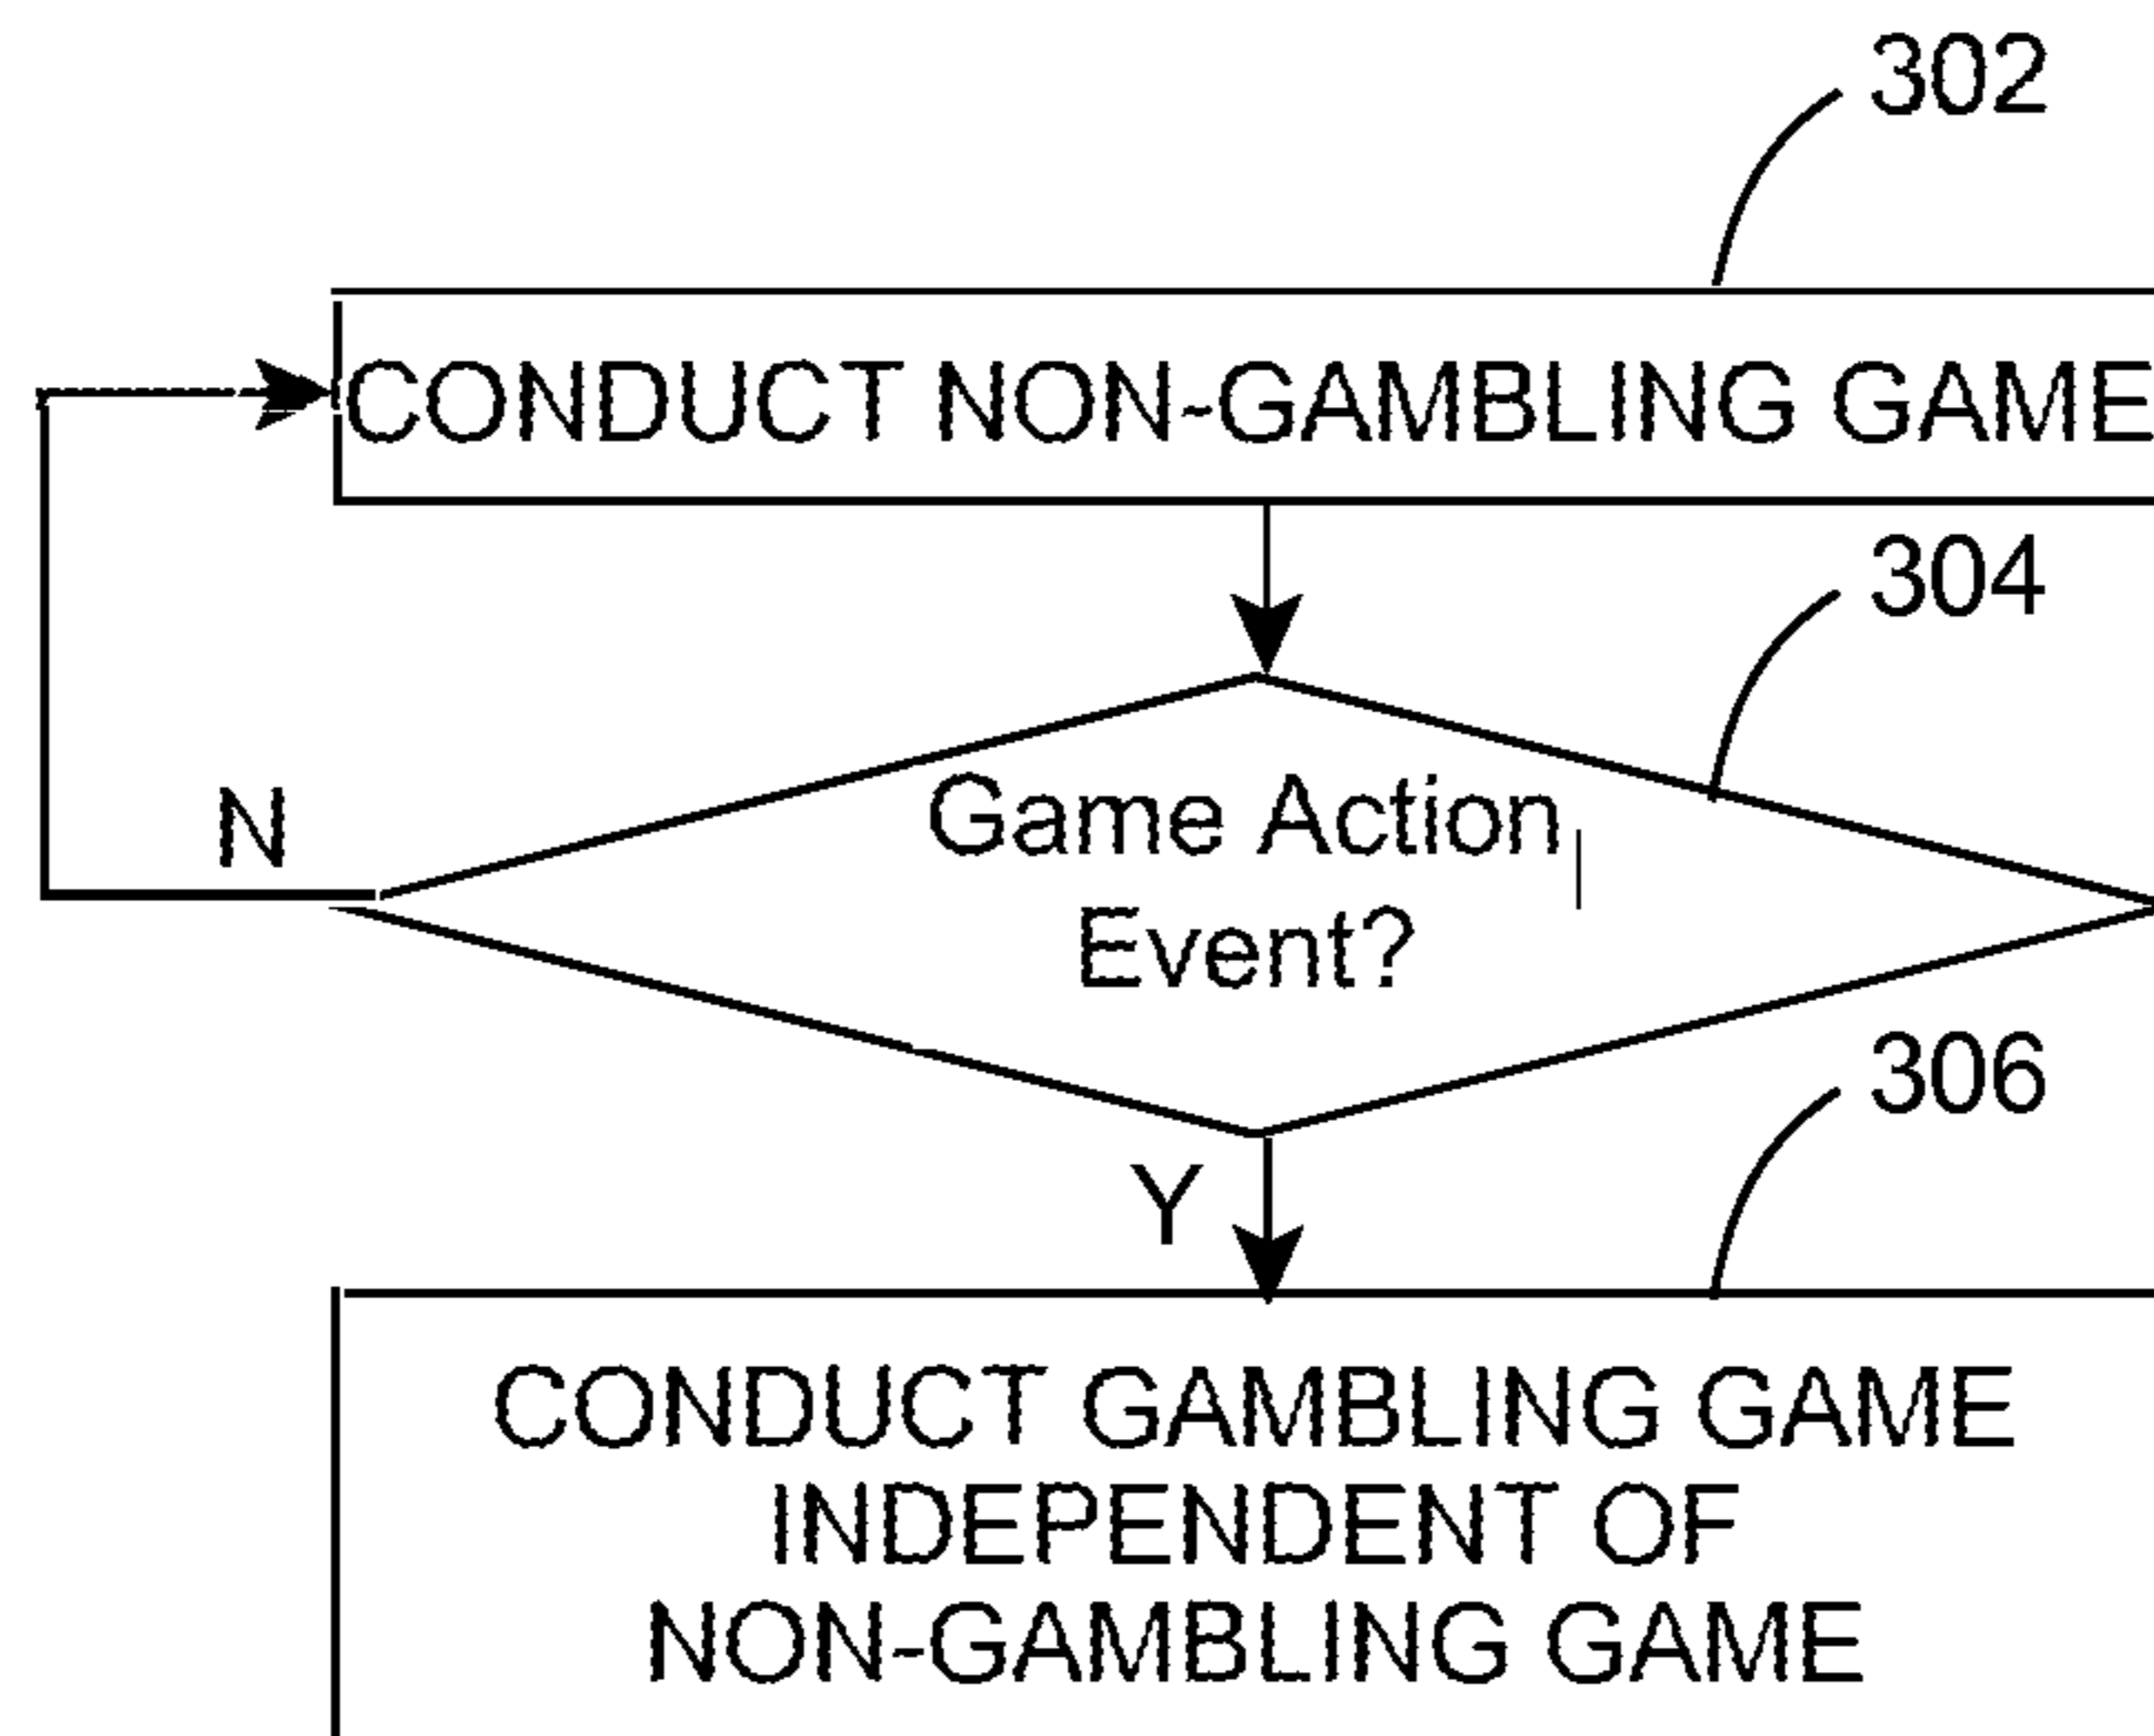 302
CONDUCT NON-GAMBLING GAME
304
N
Game Action
Event?
306
Y
CONDUCT GAMBLING GAME
INDEPENDENT OF
NON-GAMBLING GAME